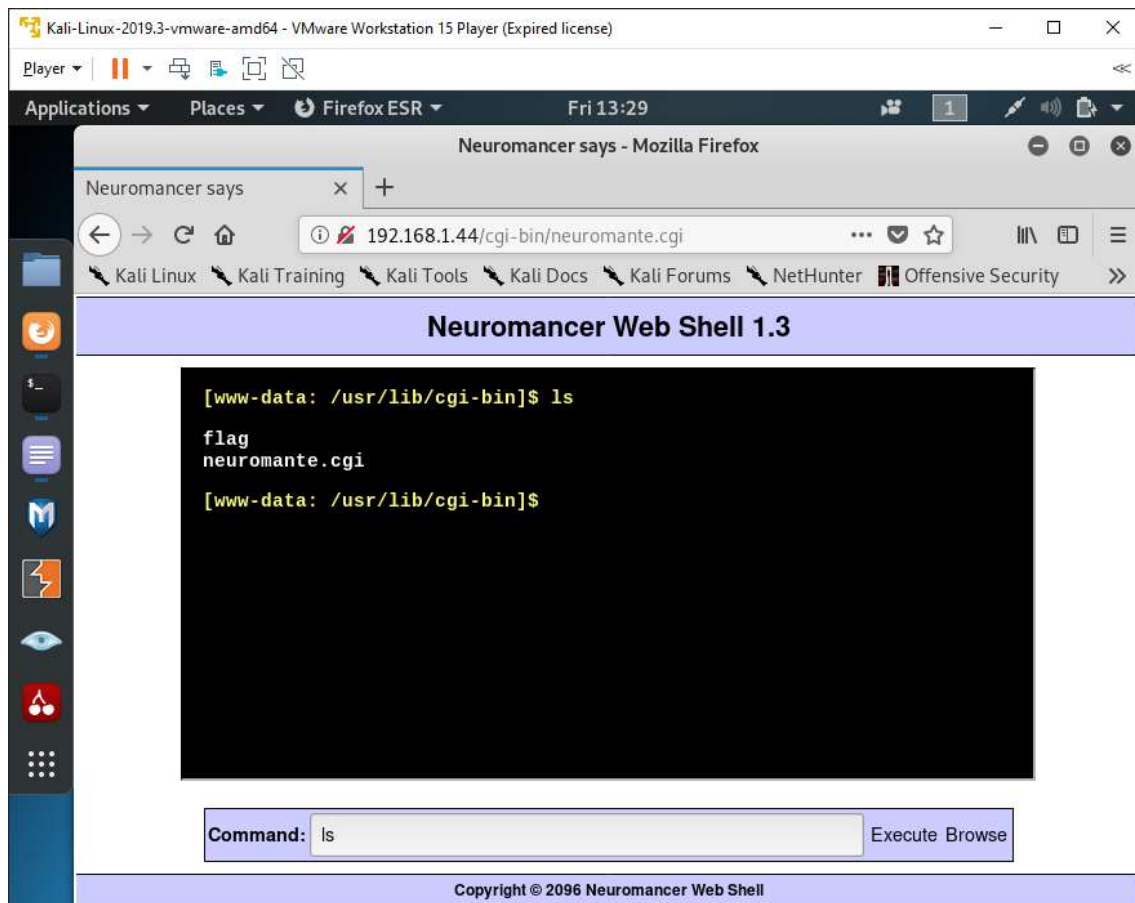 Kali-Linux-2019.3-vmware-amd64 - VMware Workstation 15 Player (Expired license)
Player
Applications Places Firefox ESR Fri 13:29 1
Neuromancer says - Mozilla Firefox
Neuromancer says
192.168.1.44/cgi-bin/neuromante.cgi
Kali Linux Kali Training Kali Tools Kali Docs Kali Forums NetHunter Offensive Security
Neuromancer Web Shell 1.3
[www-data: /usr/lib/cgi-bin]$ ls
flag
neuromante.cgi
[www-data: /usr/lib/cgi-bin]$
Command: ls Execute Browse
Copyright © 2096 Neuromancer Web Shell